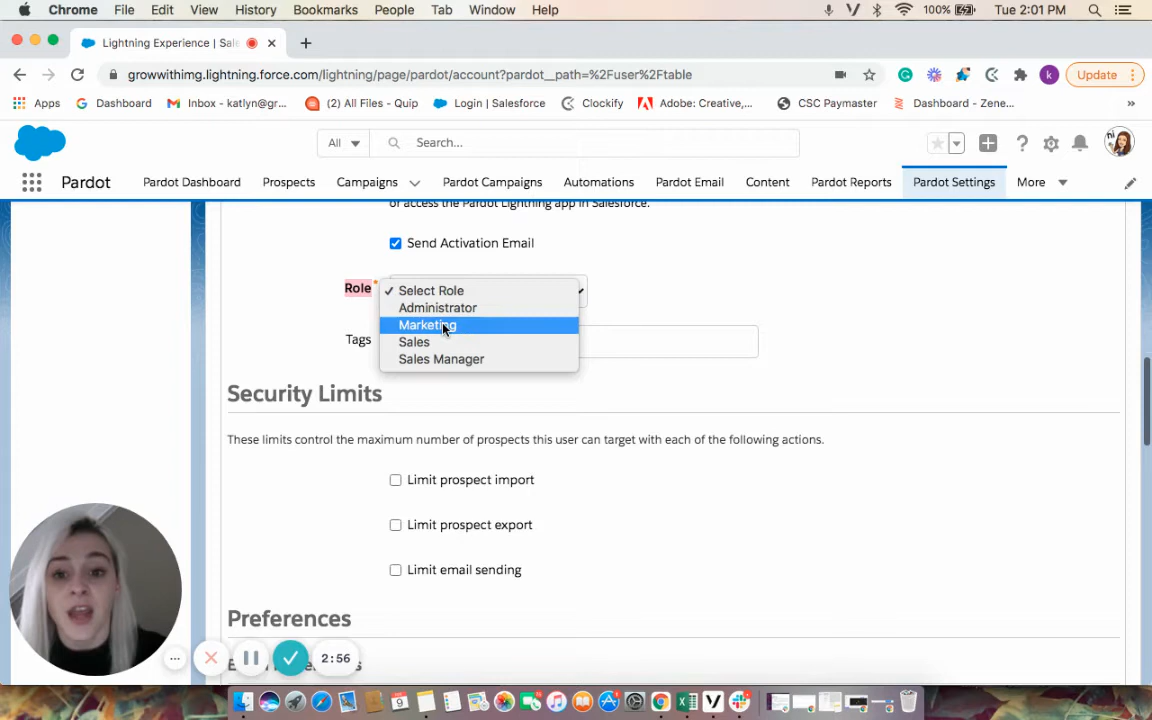 Chrome File Edit View History Bookmarks People Tab Window Help 100% Tue 2:01 PM
Lightning Experience | Sal
growwithimg.lightning.force.com/lightning/page/pardot/account?pardot__path=%2Fuser%2Ftable k Update
Apps Dashboard Inbox - katlyn@gr... (2) All Files - Quip Login | Salesforce Clockify Adobe: Creative,... CSC Paymaster Dashboard - Zene... »
All Search...
Pardot Pardot Dashboard Prospects Campaigns Pardot Campaigns Automations Pardot Email Content Pardot Reports Pardot Settings More
or access the Pardot Lightning app in Salesforce.
Send Activation Email
Role * ✓ Select Role
Administrator
Marketing
Tags Sales
Sales Manager
Security Limits
These limits control the maximum number of prospects this user can target with each of the following actions.
Limit prospect import
Limit prospect export
Limit email sending
Preferences
... 2:56